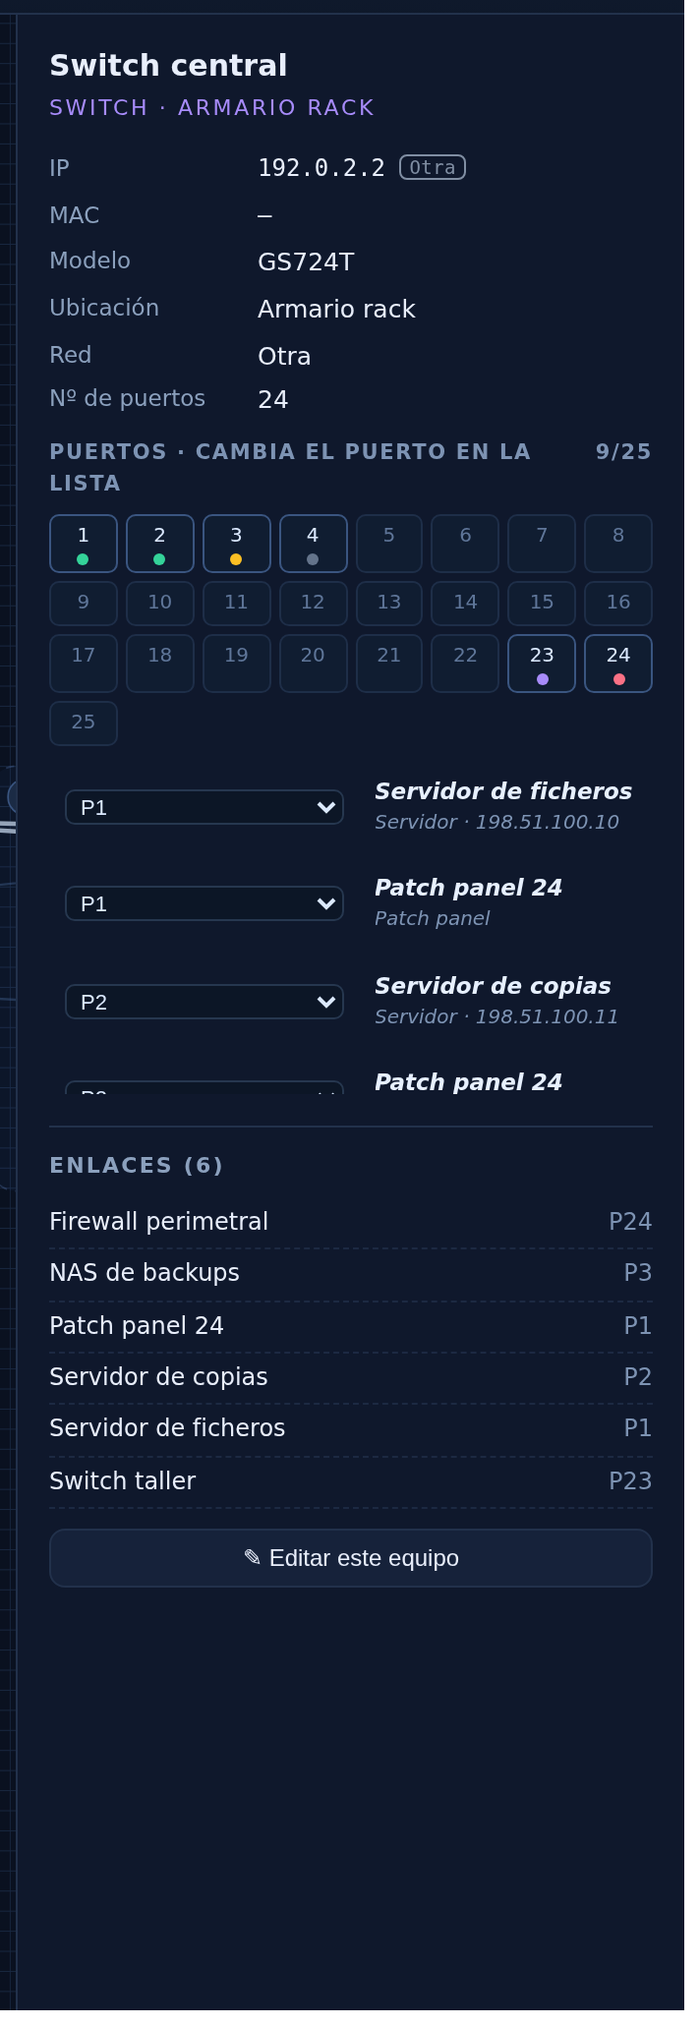 Switch central
SWITCH · ARMARIO RACK
IP 192.0.2.2 Otra
MAC —
Modelo GS724T
Ubicación Armario rack
Red Otra
Nº de puertos 24
PUERTOS · CAMBIA EL PUERTO EN LA 9/25
LISTA
1 2 3 4 5 6 7 8
9 10 11 12 13 14 15 16
17 18 19 20 21 22 23 24
25
P1 Servidor de ficheros
Servidor · 198.51.100.10
P1 Patch panel 24
Patch panel
P2 Servidor de copias
Servidor · 198.51.100.11
Patch panel 24
ENLACES (6)
Firewall perimetral P24
NAS de backups P3
Patch panel 24 P1
Servidor de copias P2
Servidor de ficheros P1
Switch taller P23
✎ Editar este equipo